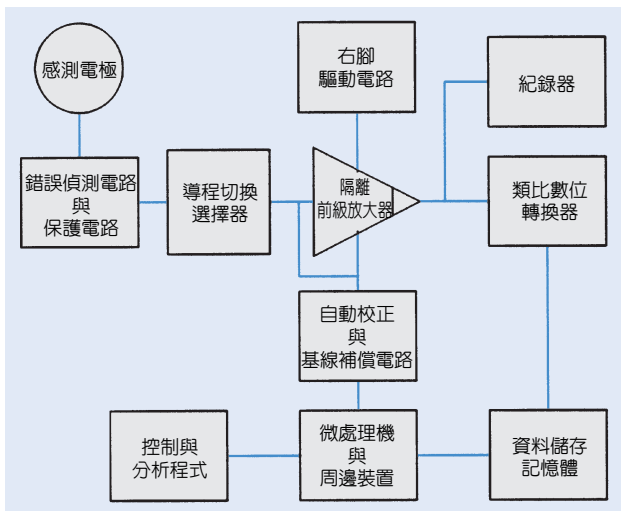 感測電極
右腳
驅動電路
紀錄器
錯誤偵測電路
與
保護電路
導程切換
選擇器
隔離
前級放大器
類比數位
轉換器
自動校正
與
基線補償電路
控制與
分析程式
微處理機
與
周邊裝置
資料儲存
記憶體